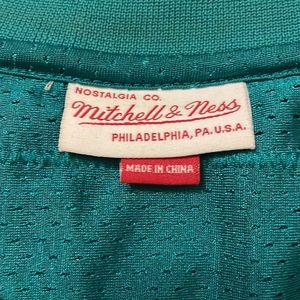 NOSTALGIA CO.
Mitchell & Ness
PHILADELPHIA, PA. U.S.A.
MADE IN CHINA